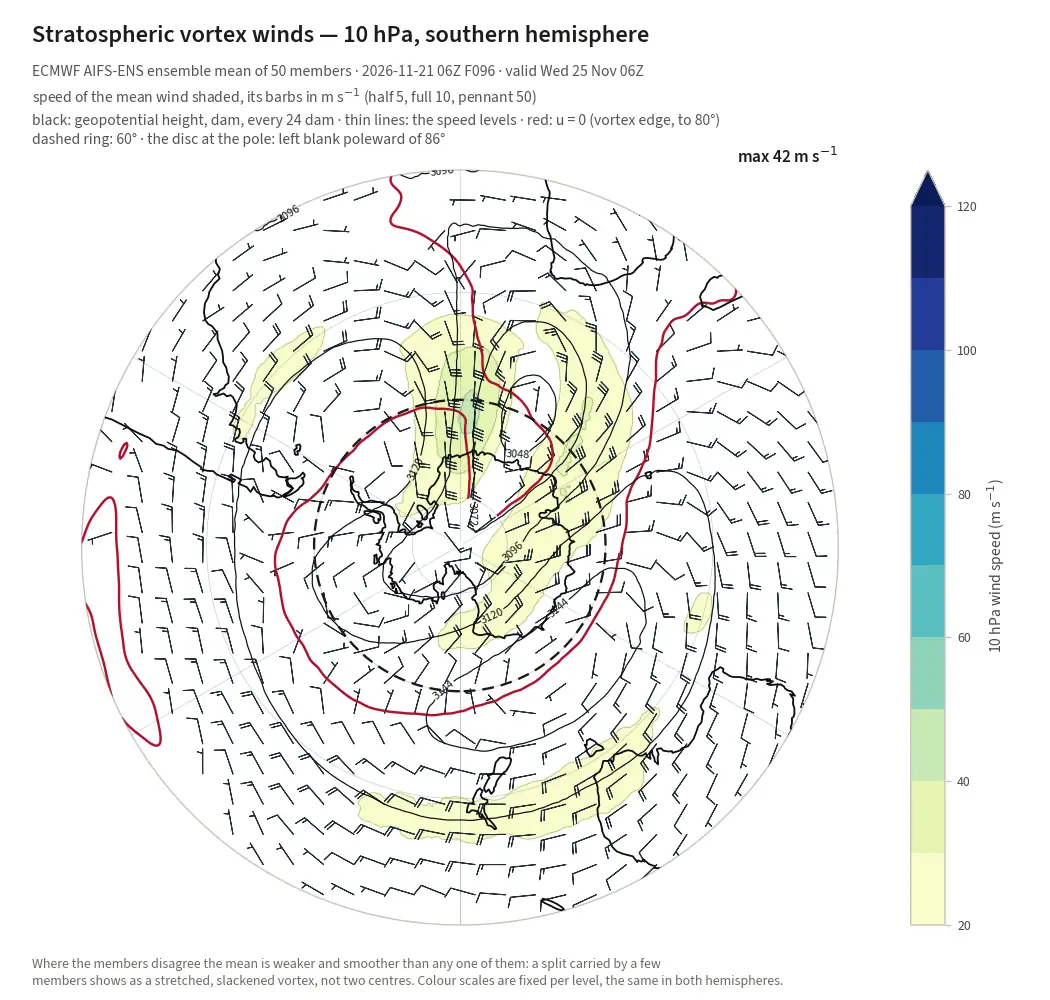 Stratospheric vortex winds — 10 hPa, southern hemisphere
ECMWF AIFS-ENS ensemble mean of 50 members · 2026-11-21 06Z F096 · valid Wed 25 Nov 06Z
speed of the mean wind shaded, its barbs in m s⁻¹ (half 5, full 10, pennant 50)
black: geopotential height, dam, every 24 dam · thin lines: the speed levels · red: u = 0 (vortex edge, to 80°)
dashed ring: 60° · the disc at the pole: left blank poleward of 86°
max 42 m s⁻¹
3096
3096
3120
3048
3072
3096
3120
3144
3144
120
100
80
60
40
20
10 hPa wind speed (m s⁻¹)
Where the members disagree the mean is weaker and smoother than any one of them: a split carried by a few
members shows as a stretched, slackened vortex, not two centres. Colour scales are fixed per level, the same in both hemispheres.